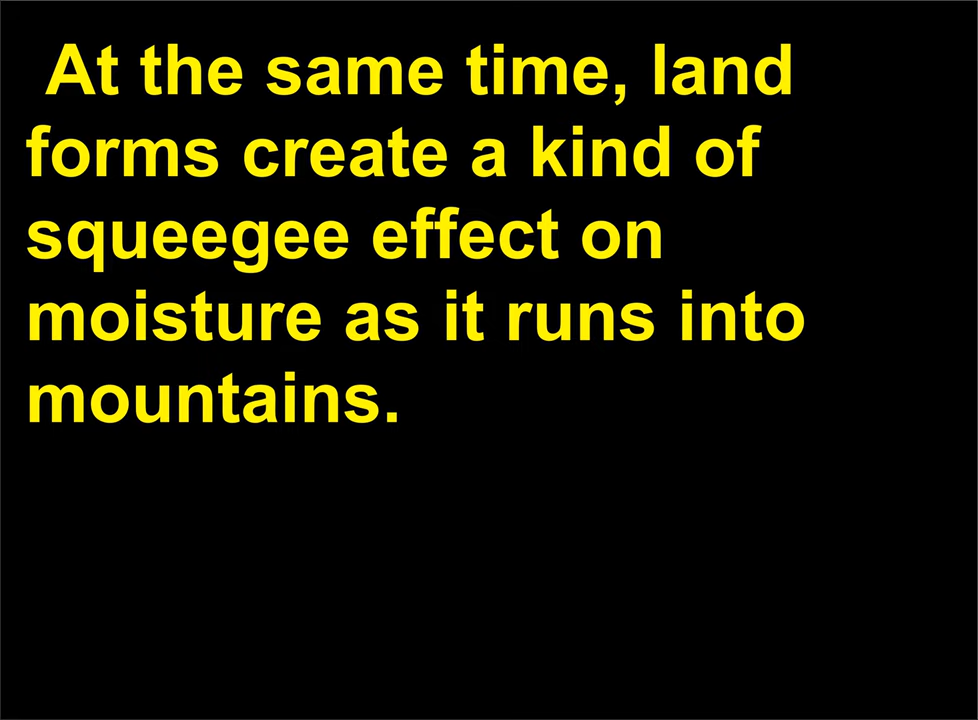 At the same time, land
forms create a kind of
squeegee effect on
moisture as it runs into
mountains.